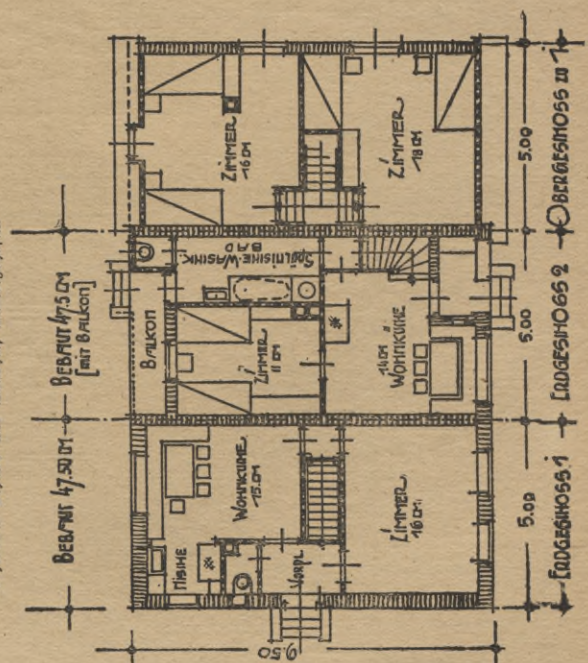 BEBAUT 47.50 QM
BEBAUT 47.5 QM
[MIT BALKON]
NISCHE
WOHNKÜCHE
15. QM
VORPL.
ZIMMER
16 QM
BALKON
ZIMMER
11 QM
SPÜLNISCHE-WASCHK.
BAD
14 QM
WOHNKÜCHE
ZIMMER
16 QM
ZIMMER
18 QM
9.50
5.00
5.00
5.00
ERDGESCHOSS 1
ERDGESCHOSS 2
OBERGESCHOSS ZU 1